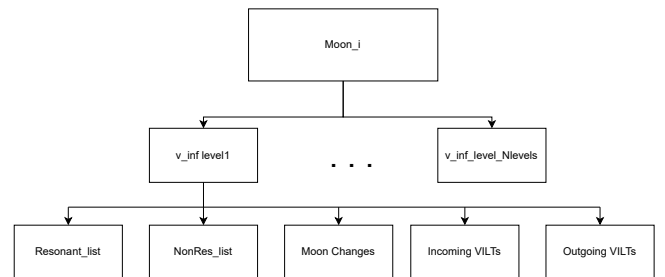 Moon_i
v_inf level1
. . .
v_inf_level_Nlevels
Resonant_list
NonRes_list
Moon Changes
Incoming VILTs
Outgoing VILTs